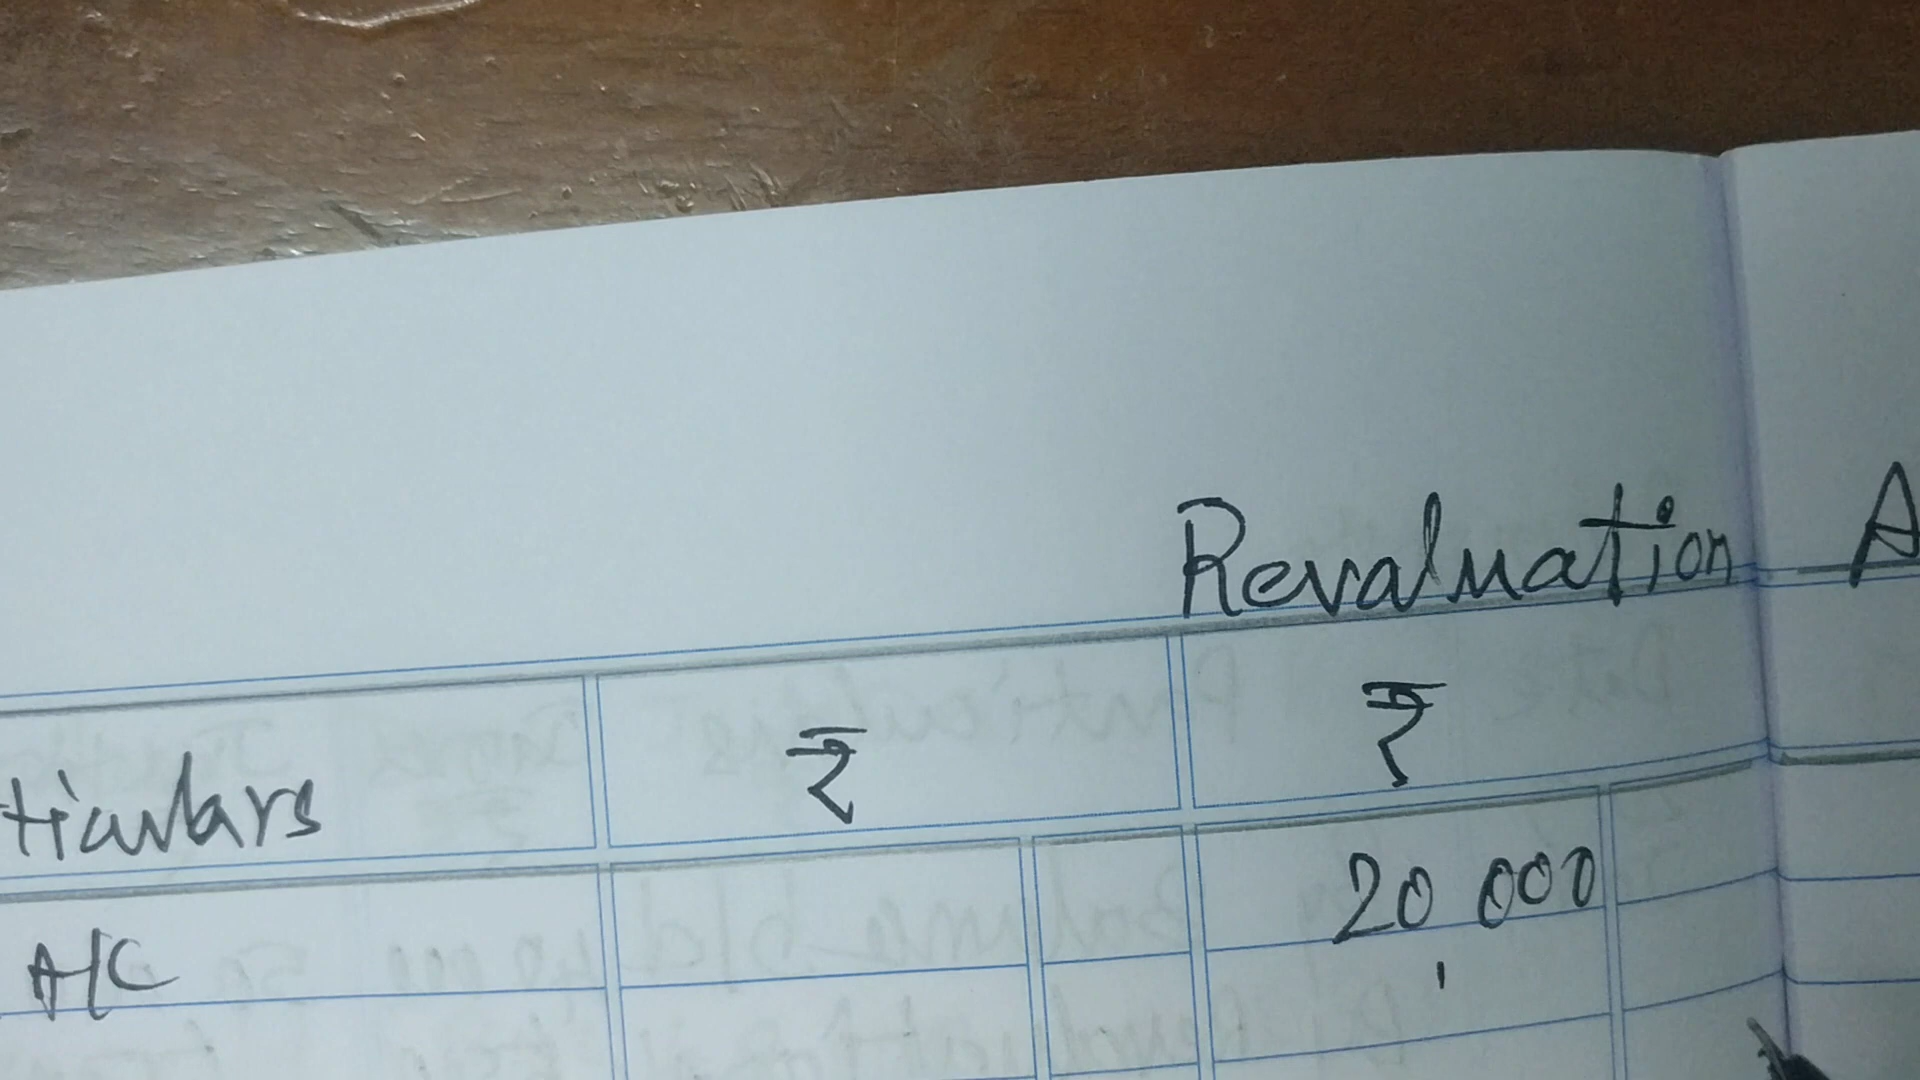 Revaluation A
ticulars ₹ ₹
A/C 20 000